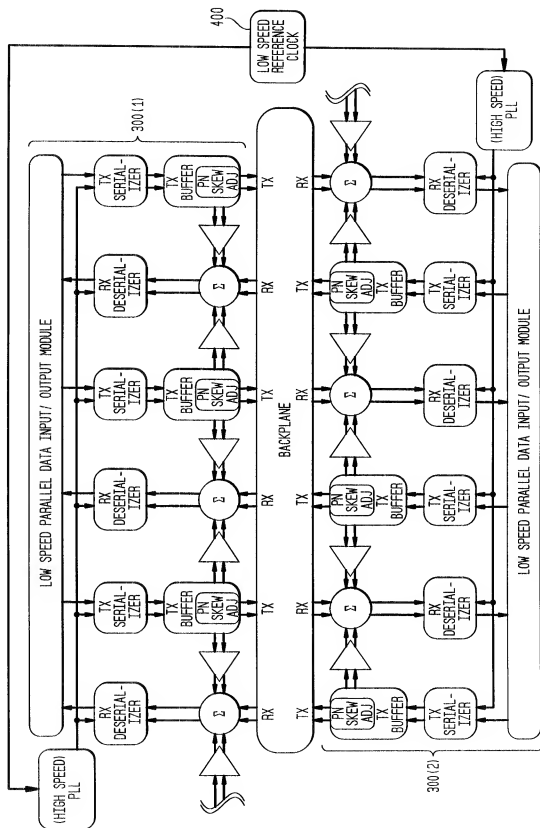 400
LOW SPEED
REFERENCE
CLOCK
(HIGH SPEED)
PLL
300(1)
LOW SPEED PARALLEL DATA INPUT/ OUTPUT MODULE
TX
SERIAL-
IZER
TX
BUFFER
PN
SKEW
ADJ
TX
RX
Σ
RX
DESERIAL-
IZER
RX
DESERIAL-
IZER
Σ
RX
TX
PN
SKEW
ADJ
TX
BUFFER
TX
SERIAL-
IZER
TX
SERIAL-
IZER
TX
BUFFER
PN
SKEW
ADJ
TX
BACKPLANE
RX
Σ
RX
DESERIAL-
IZER
RX
DESERIAL-
IZER
Σ
RX
TX
PN
SKEW
ADJ
TX
BUFFER
TX
SERIAL-
IZER
TX
SERIAL-
IZER
TX
BUFFER
PN
SKEW
ADJ
TX
RX
Σ
RX
DESERIAL-
IZER
RX
DESERIAL-
IZER
Σ
RX
TX
PN
SKEW
ADJ
TX
BUFFER
TX
SERIAL-
IZER
(HIGH SPEED)
PLL
300(2)
LOW SPEED PARALLEL DATA INPUT/ OUTPUT MODULE